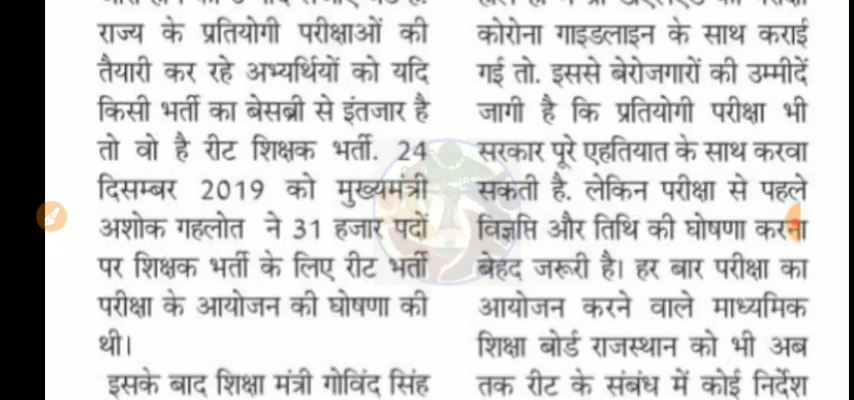 राज्य के प्रतियोगी परीक्षाओं की
तैयारी कर रहे अभ्यर्थियों को यदि
किसी भर्ती का बेसब्री से इंतजार है
तो वो है रीट शिक्षक भर्ती. 24
दिसम्बर 2019 को मुख्यमंत्री
अशोक गहलोत ने 31 हजार पदों
पर शिक्षक भर्ती के लिए रीट भर्ती
परीक्षा के आयोजन की घोषणा की
थी।
इसके बाद शिक्षा मंत्री गोविंद सिंह
कोरोना गाइडलाइन के साथ कराई
गई तो. इससे बेरोजगारों की उम्मीदें
जागी है कि प्रतियोगी परीक्षा भी
सरकार पूरे एहतियात के साथ करवा
सकती है. लेकिन परीक्षा से पहले
विज्ञप्ति और तिथि की घोषणा करना
बेहद जरूरी है। हर बार परीक्षा का
आयोजन करने वाले माध्यमिक
शिक्षा बोर्ड राजस्थान को भी अब
तक रीट के संबंध में कोई निर्देश